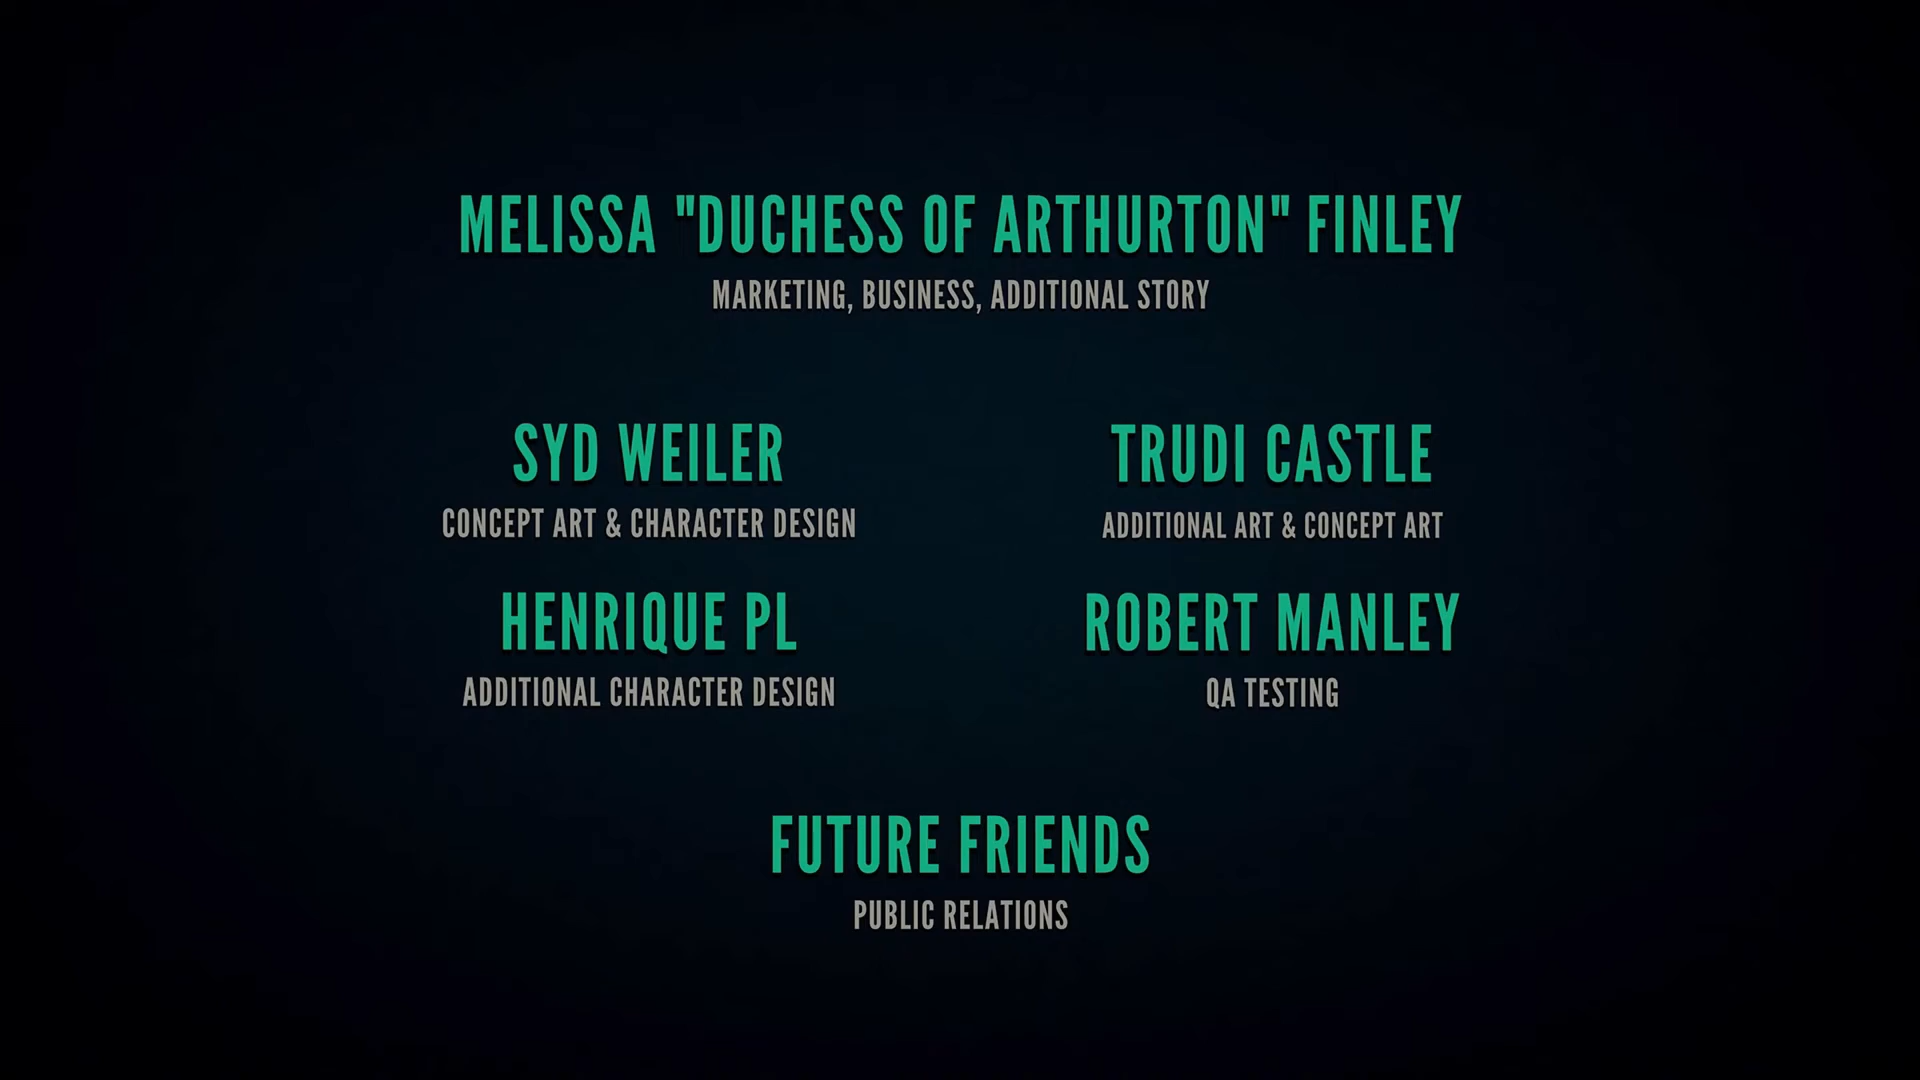 MELISSA "DUCHESS OF ARTHURTON" FINLEY
MARKETING, BUSINESS, ADDITIONAL STORY
SYD WEILER
CONCEPT ART & CHARACTER DESIGN
TRUDI CASTLE
ADDITIONAL ART & CONCEPT ART
HENRIQUE PL
ADDITIONAL CHARACTER DESIGN
ROBERT MANLEY
QA TESTING
FUTURE FRIENDS
PUBLIC RELATIONS